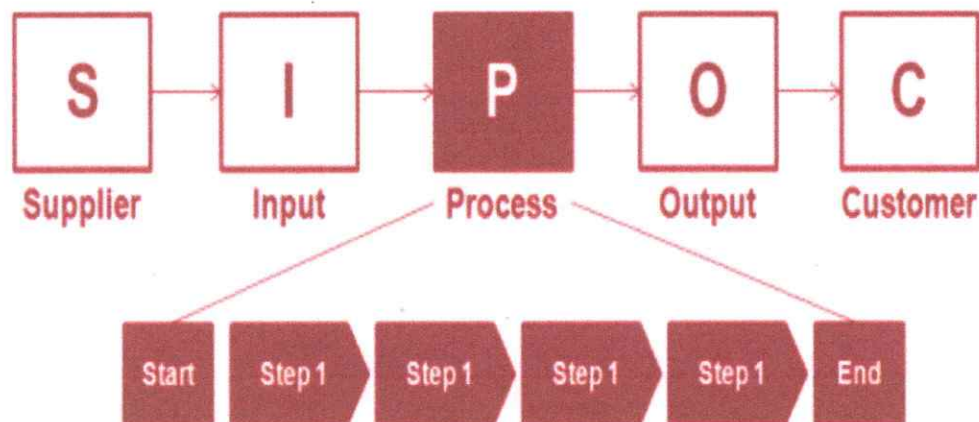 S I P O C
Supplier Input Process Output Customer
Start Step 1 Step 1 Step 1 Step 1 End